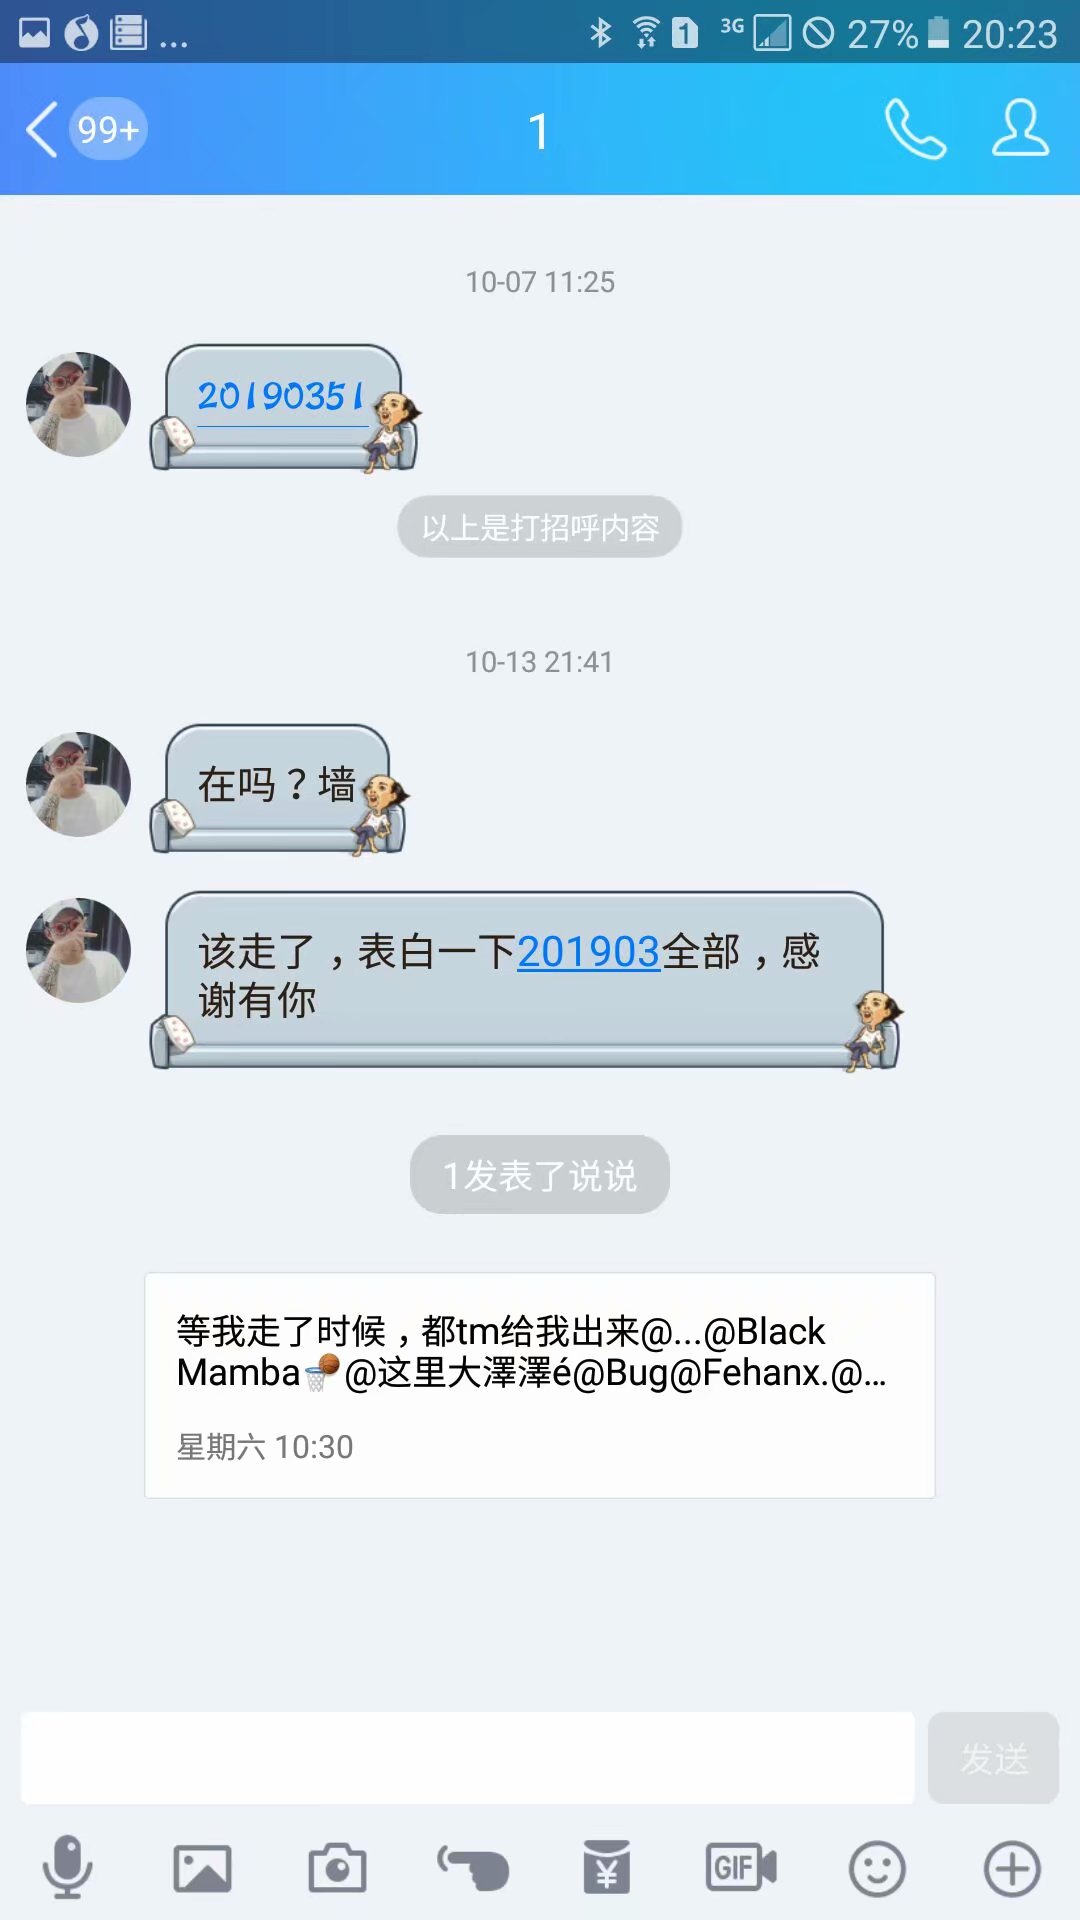 ... 1 3G 27% 20:23
99+ 1
10-07 11:25
20190351
以上是打招呼内容
10-13 21:41
在吗？墙
该走了，表白一下201903全部，感
谢有你
1发表了说说
等我走了时候，都tm给我出来@...@Black
Mamba🏀@这里大澤澤é@Bug@Fehanx.@...
星期六 10:30
发送
¥ GIF